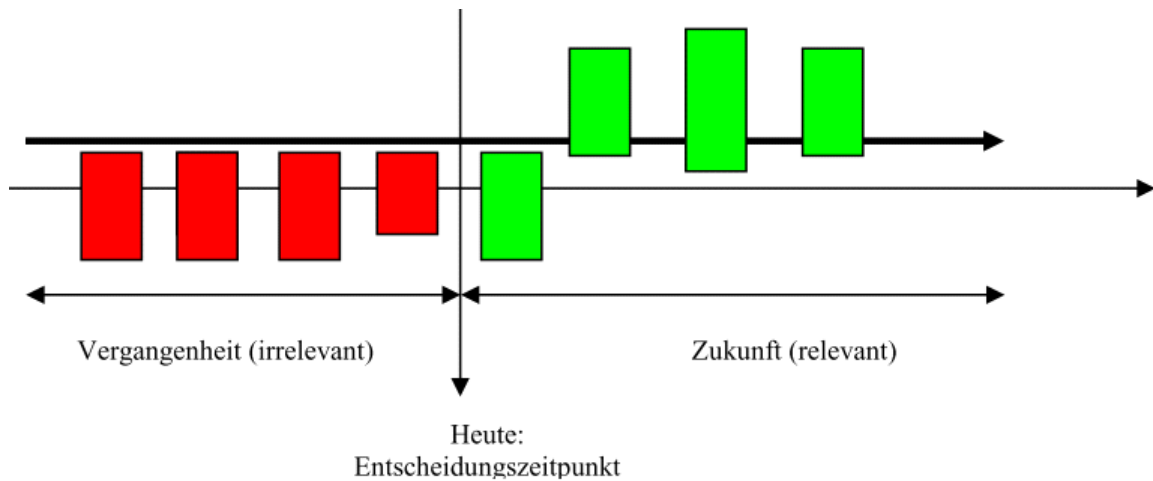 Vergangenheit (irrelevant)
Zukunft (relevant)
Heute:
Entscheidungszeitpunkt